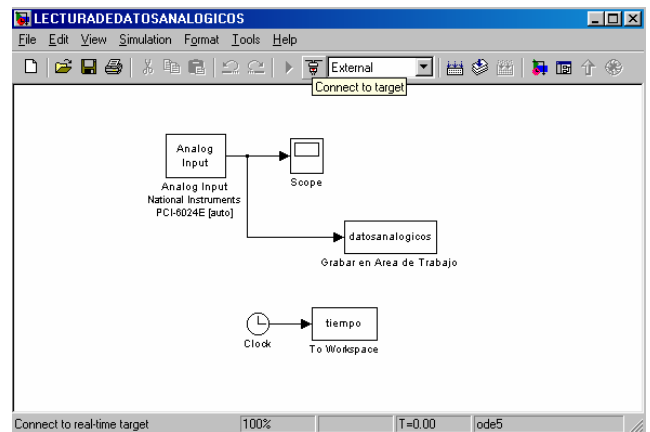 LECTURADEDATOSANALOGICOS
File Edit View Simulation Format Tools Help
External
Connect to target
Analog
Input
Analog Input
National Instruments
PCI-6024E [auto]
Scope
datosanalogicos
Grabar en Area de Trabajo
Clock
tiempo
To Workspace
Connect to real-time target 100% T=0.00 ode5